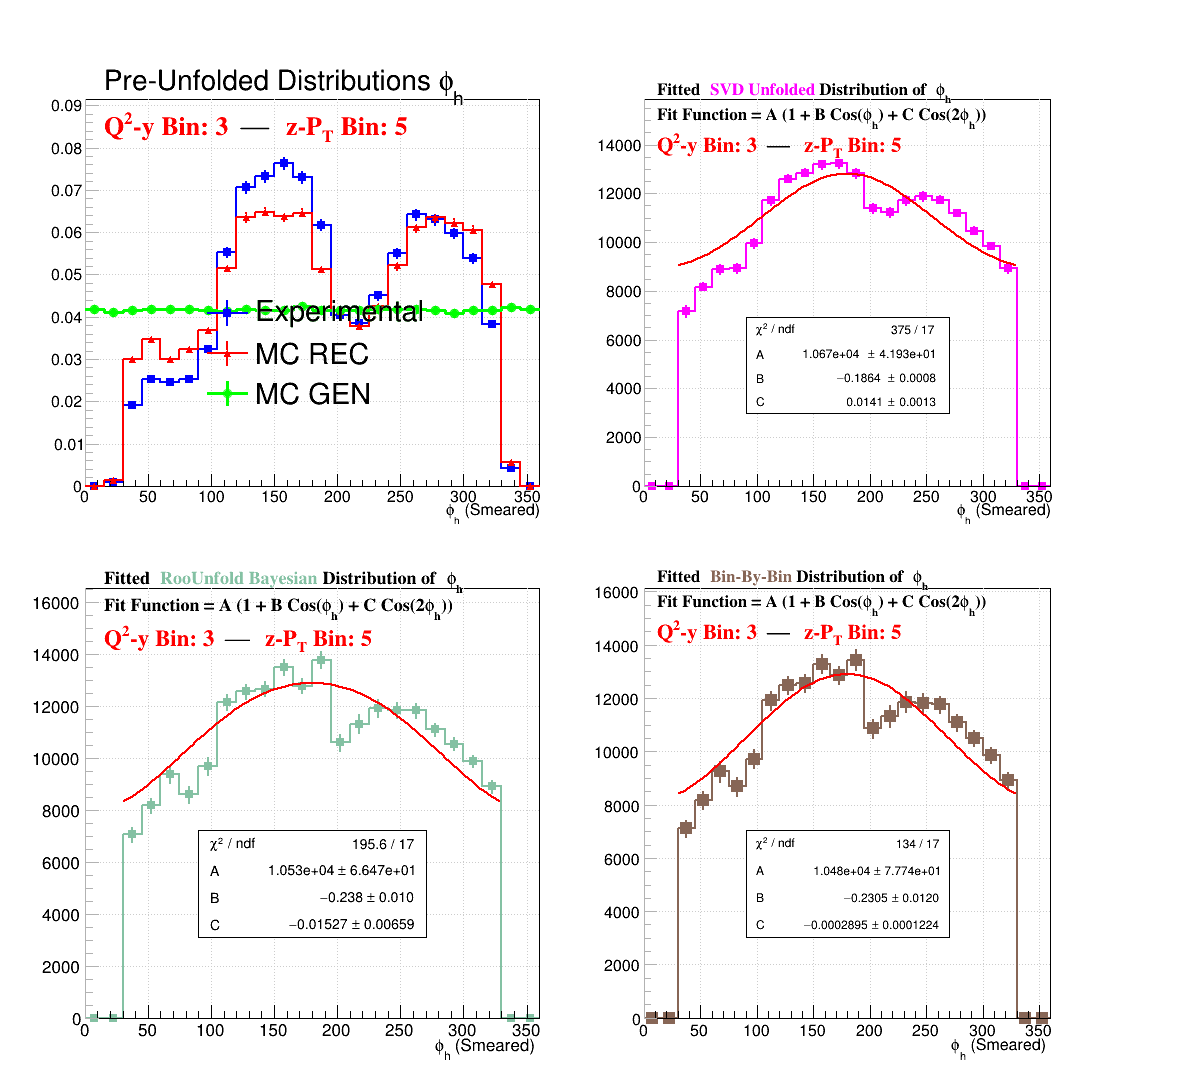 Pre-Unfolded Distributions ϕh
Q²-y Bin: 3 — z-PT Bin: 5
0.09
0.08
0.07
0.06
0.05
0.04
0.03
0.02
0.01
0
Experimental
MC REC
MC GEN
0 50 100 150 200 250 300 350
ϕh (Smeared)
Fitted SVD Unfolded Distribution of ϕh
Fit Function = A (1 + B Cos(ϕh) + C Cos(2ϕh))
Q²-y Bin: 3 — z-PT Bin: 5
14000
12000
10000
8000
6000
4000
2000
0
χ² / ndf 375 / 17
A 1.067e+04 ± 4.193e+01
B −0.1864 ± 0.0008
C 0.0141 ± 0.0013
0 50 100 150 200 250 300 350
ϕh (Smeared)
Fitted RooUnfold Bayesian Distribution of ϕh
Fit Function = A (1 + B Cos(ϕh) + C Cos(2ϕh))
Q²-y Bin: 3 — z-PT Bin: 5
16000
14000
12000
10000
8000
6000
4000
2000
0
χ² / ndf 195.6 / 17
A 1.053e+04 ± 6.647e+01
B −0.238 ± 0.010
C −0.01527 ± 0.00659
0 50 100 150 200 250 300 350
ϕh (Smeared)
Fitted Bin-By-Bin Distribution of ϕh
Fit Function = A (1 + B Cos(ϕh) + C Cos(2ϕh))
Q²-y Bin: 3 — z-PT Bin: 5
16000
14000
12000
10000
8000
6000
4000
2000
0
χ² / ndf 134 / 17
A 1.048e+04 ± 7.774e+01
B −0.2305 ± 0.0120
C −0.0002895 ± 0.0001224
0 50 100 150 200 250 300 350
ϕh (Smeared)